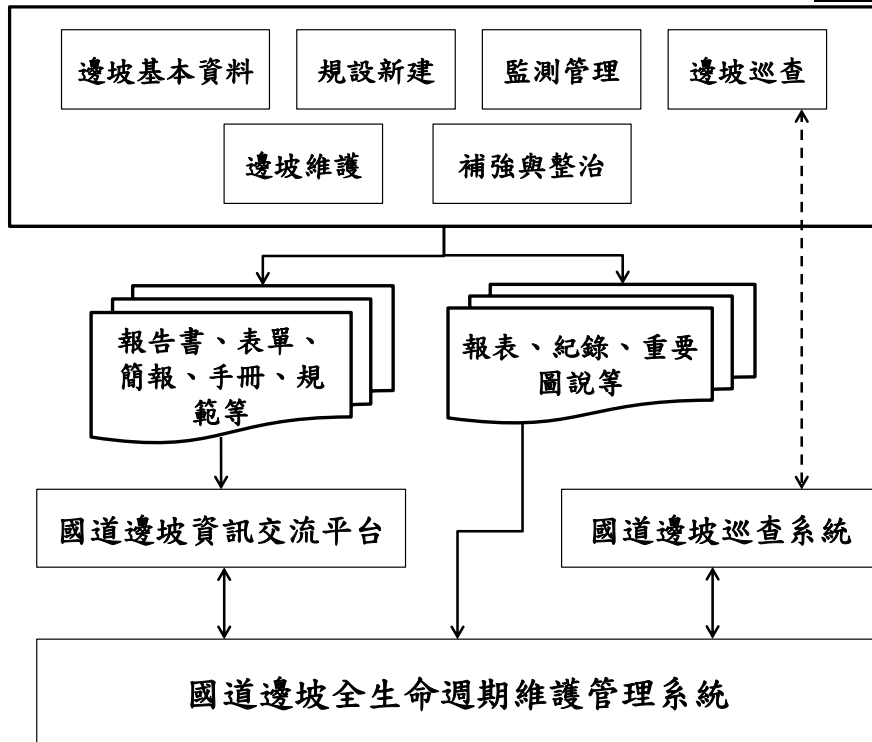 邊坡基本資料
規設新建
監測管理
邊坡巡查
邊坡維護
補強與整治
報告書、表單、
簡報、手冊、規
範等
報表、紀錄、重要
圖說等
國道邊坡資訊交流平台
國道邊坡巡查系統
國道邊坡全生命週期維護管理系統